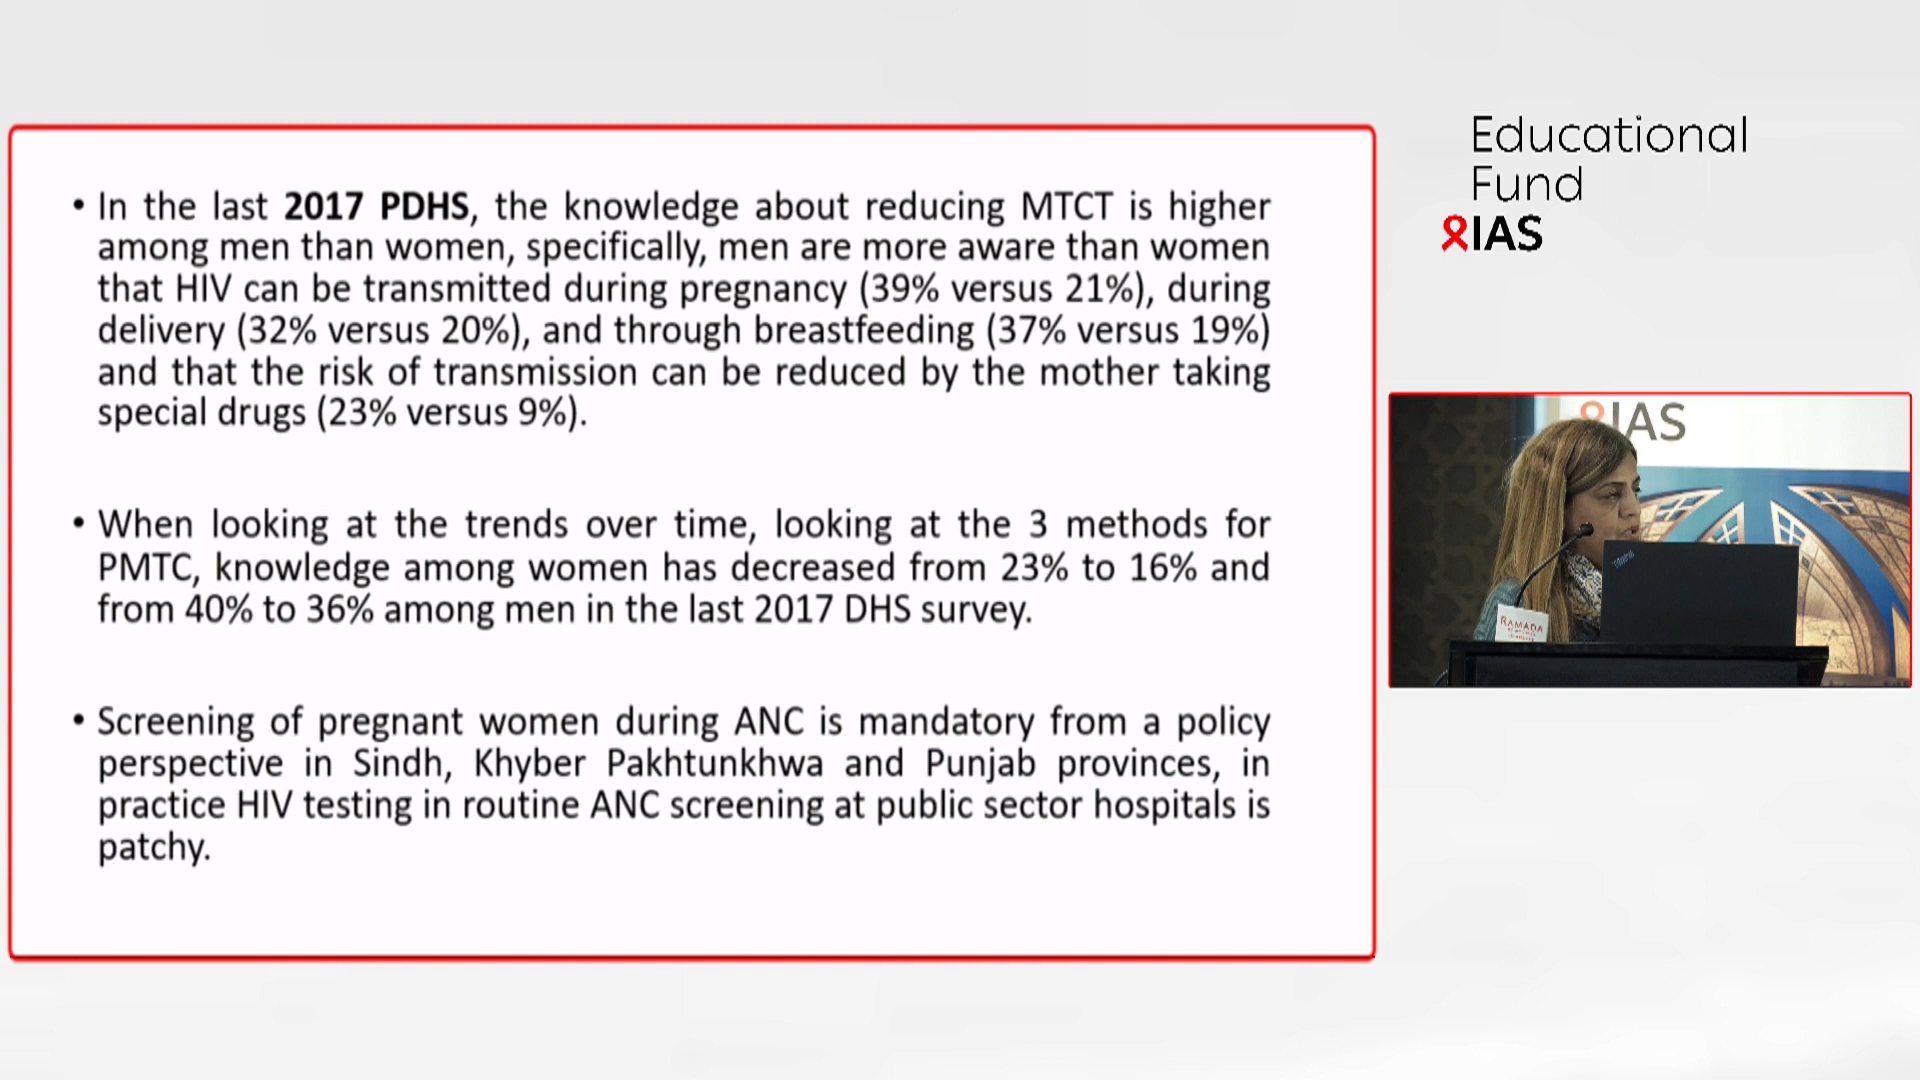 • In the last 2017 PDHS, the knowledge about reducing MTCT is higher
among men than women, specifically, men are more aware than women
that HIV can be transmitted during pregnancy (39% versus 21%), during
delivery (32% versus 20%), and through breastfeeding (37% versus 19%)
and that the risk of transmission can be reduced by the mother taking
special drugs (23% versus 9%).
• When looking at the trends over time, looking at the 3 methods for
PMTC, knowledge among women has decreased from 23% to 16% and
from 40% to 36% among men in the last 2017 DHS survey.
• Screening of pregnant women during ANC is mandatory from a policy
perspective in Sindh, Khyber Pakhtunkhwa and Punjab provinces, in
practice HIV testing in routine ANC screening at public sector hospitals is
patchy.
Educational
Fund
IAS
IAS
RAMADA